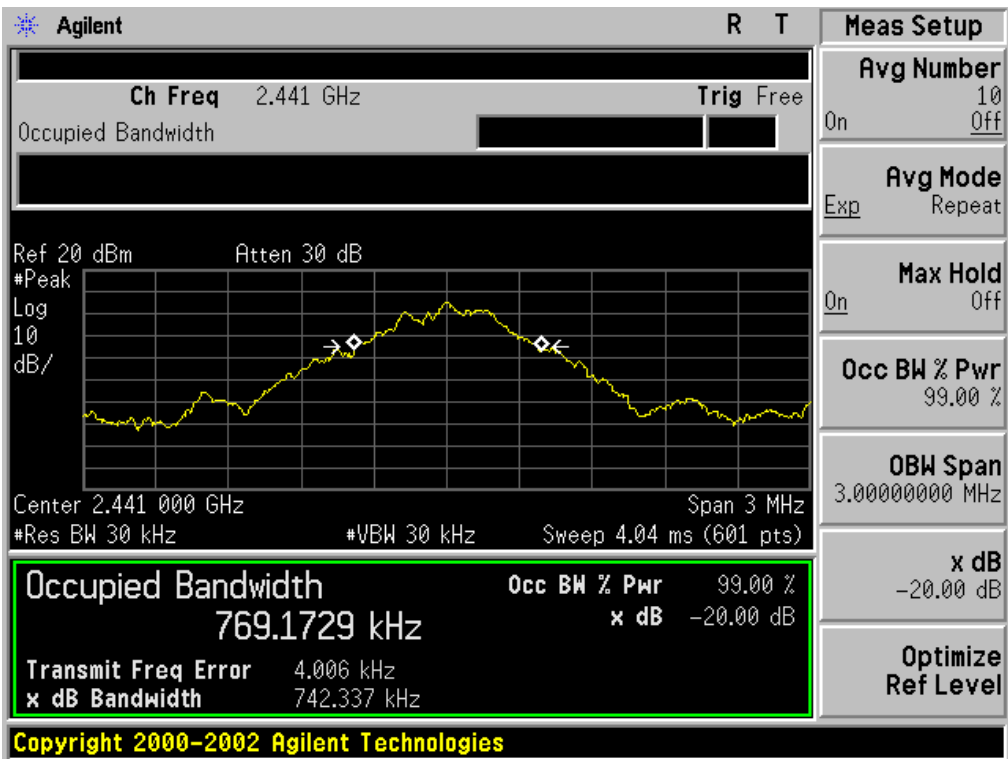 Agilent R T
Ch Freq 2.441 GHz Trig Free
Occupied Bandwidth
Ref 20 dBm Atten 30 dB
#Peak
Log
10
dB/
Center 2.441 000 GHz Span 3 MHz
#Res BW 30 kHz #VBW 30 kHz Sweep 4.04 ms (601 pts)
Occupied Bandwidth Occ BW % Pwr 99.00 %
769.1729 kHz x dB -20.00 dB
Transmit Freq Error 4.006 kHz
x dB Bandwidth 742.337 kHz
Copyright 2000-2002 Agilent Technologies
Meas Setup
Avg Number
10
On Off
Avg Mode
Exp Repeat
Max Hold
On Off
Occ BW % Pwr
99.00 %
OBW Span
3.00000000 MHz
x dB
-20.00 dB
Optimize
Ref Level